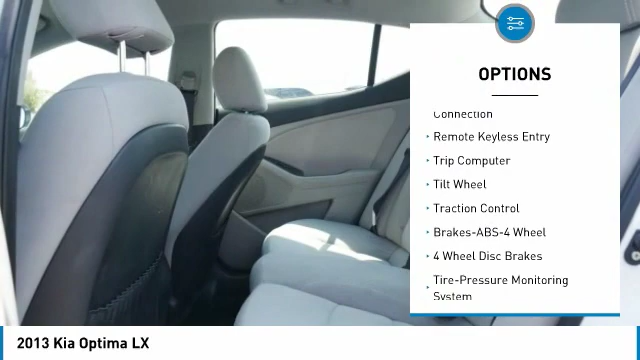 OPTIONS
Connection
Remote Keyless Entry
Trip Computer
Tilt Wheel
Traction Control
Brakes-ABS-4 Wheel
4 Wheel Disc Brakes
Tire-Pressure Monitoring
System
2013 Kia Optima LX